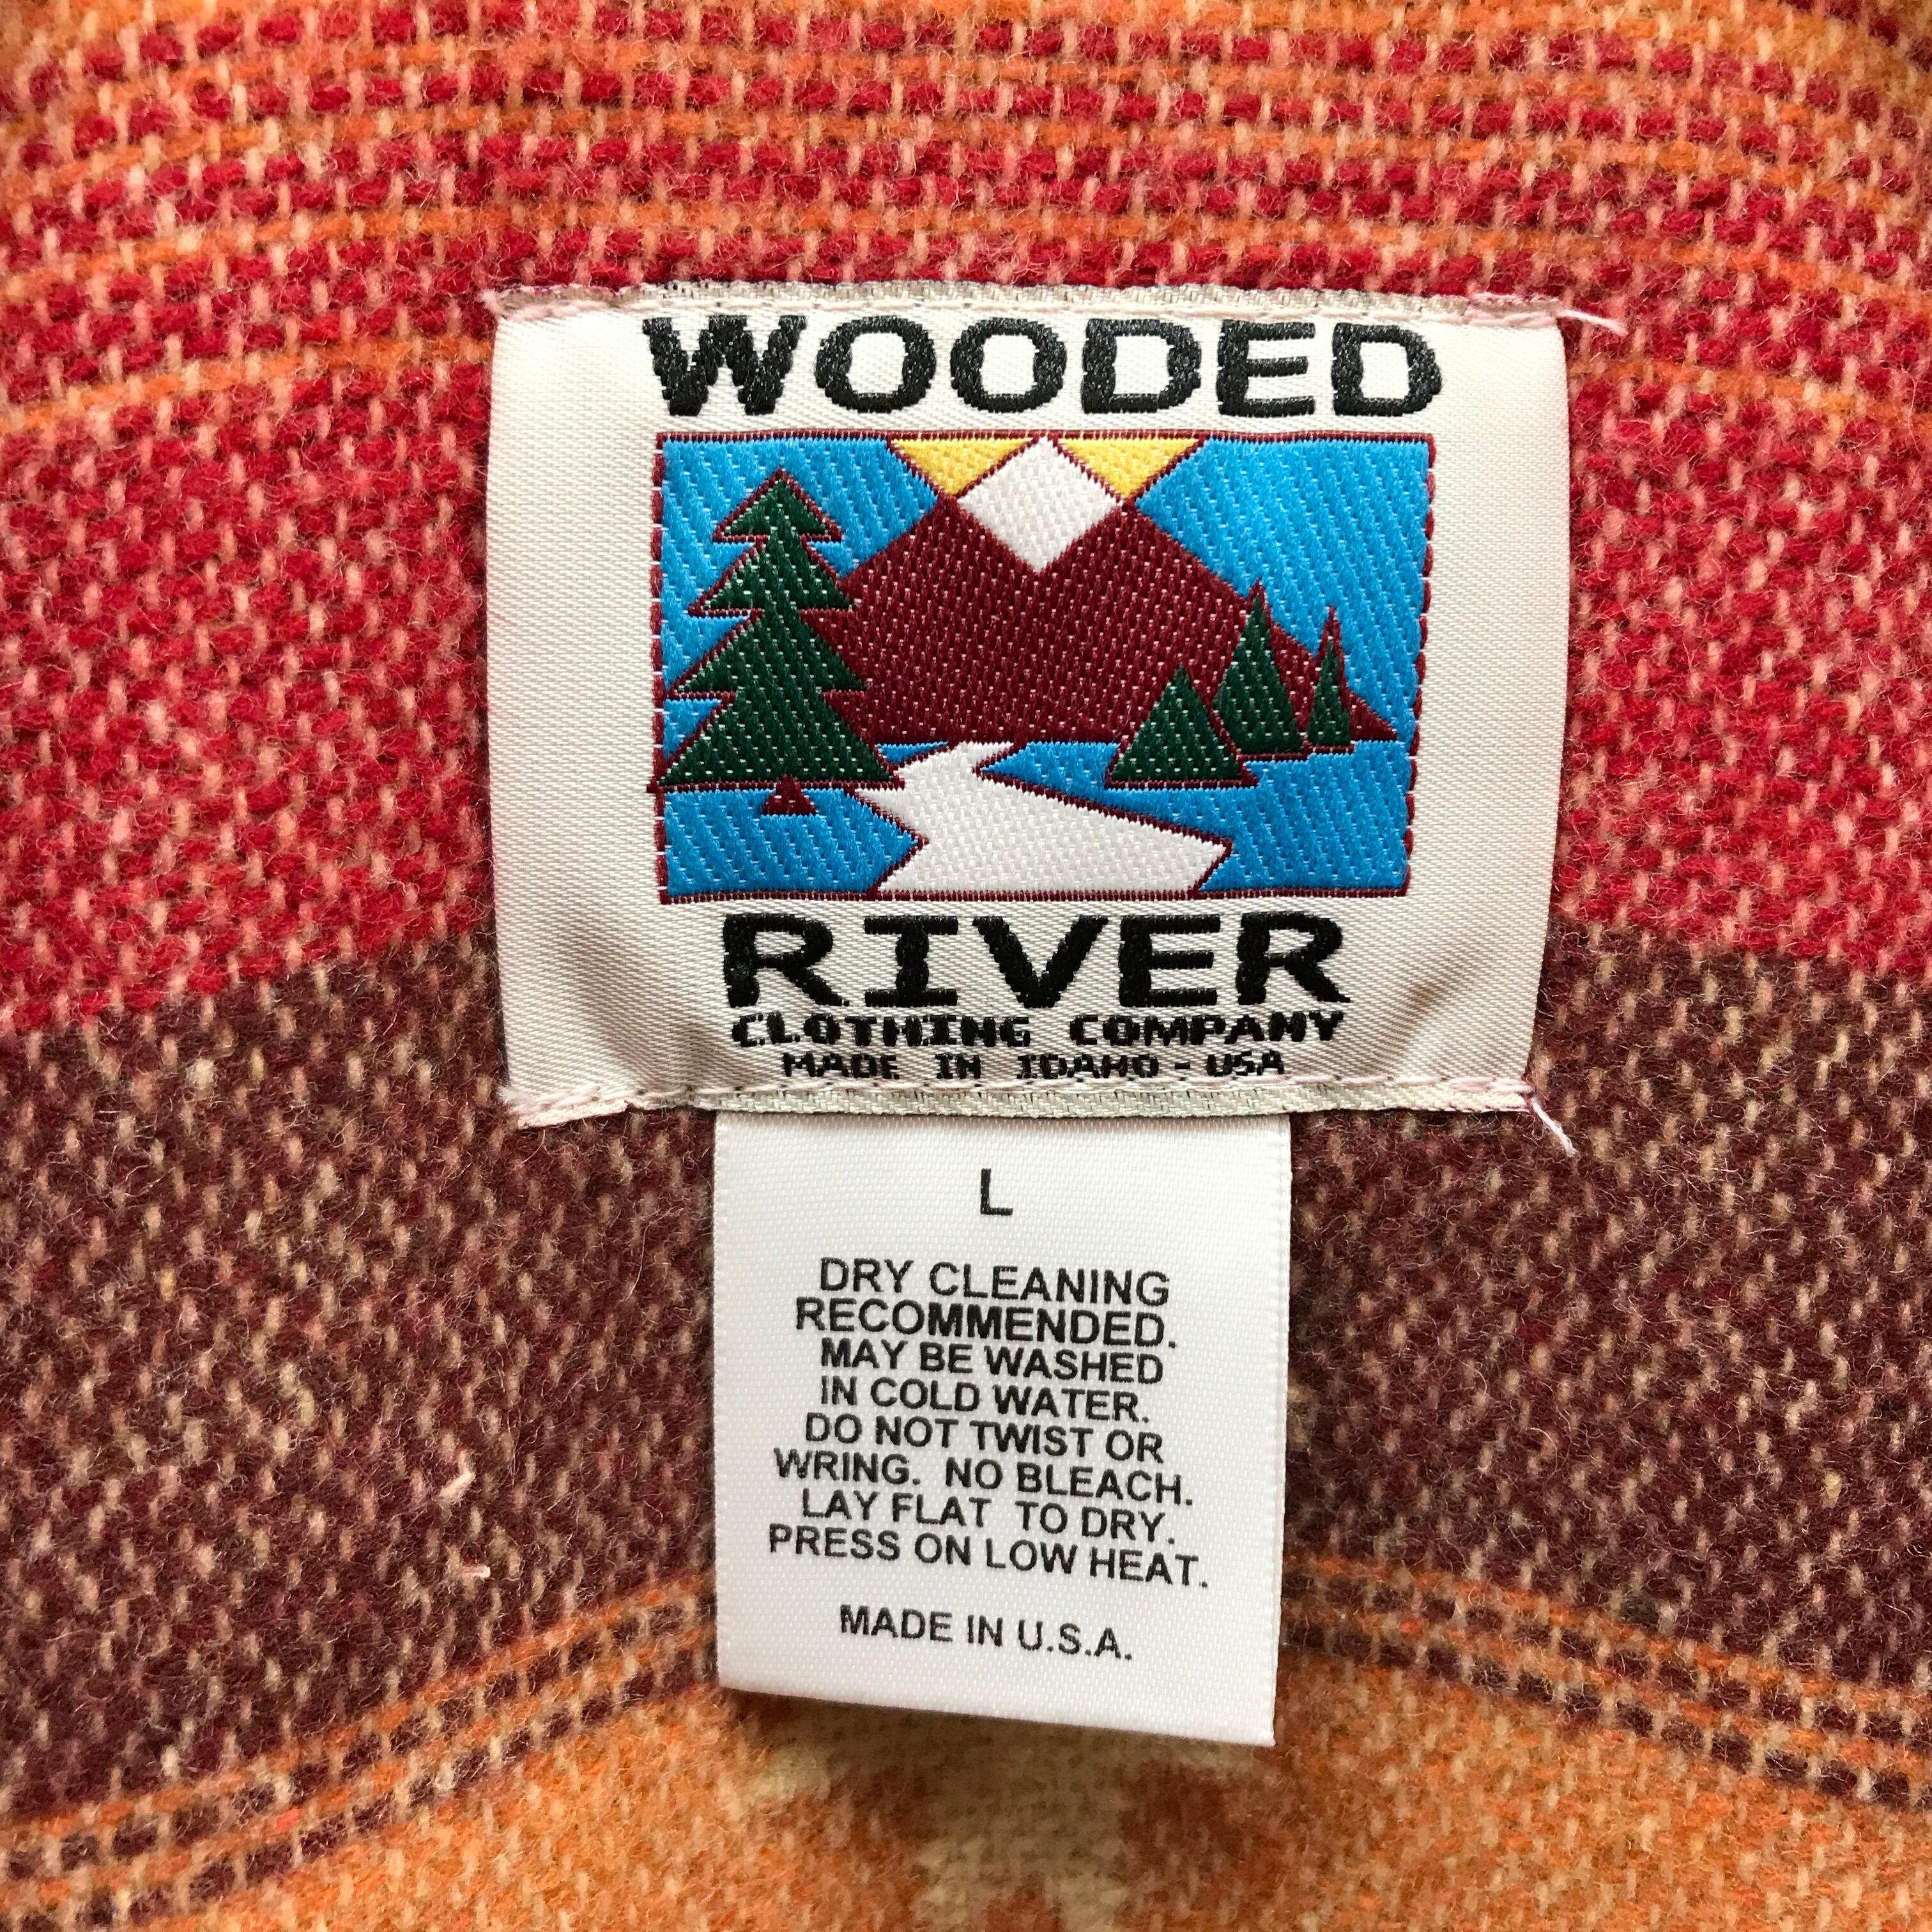 WOODED
RIVER
CLOTHING COMPANY
MADE IN IDAHO - USA
L
DRY CLEANING
RECOMMENDED.
MAY BE WASHED
IN COLD WATER.
DO NOT TWIST OR
WRING. NO BLEACH.
LAY FLAT TO DRY.
PRESS ON LOW HEAT.
MADE IN U.S.A.